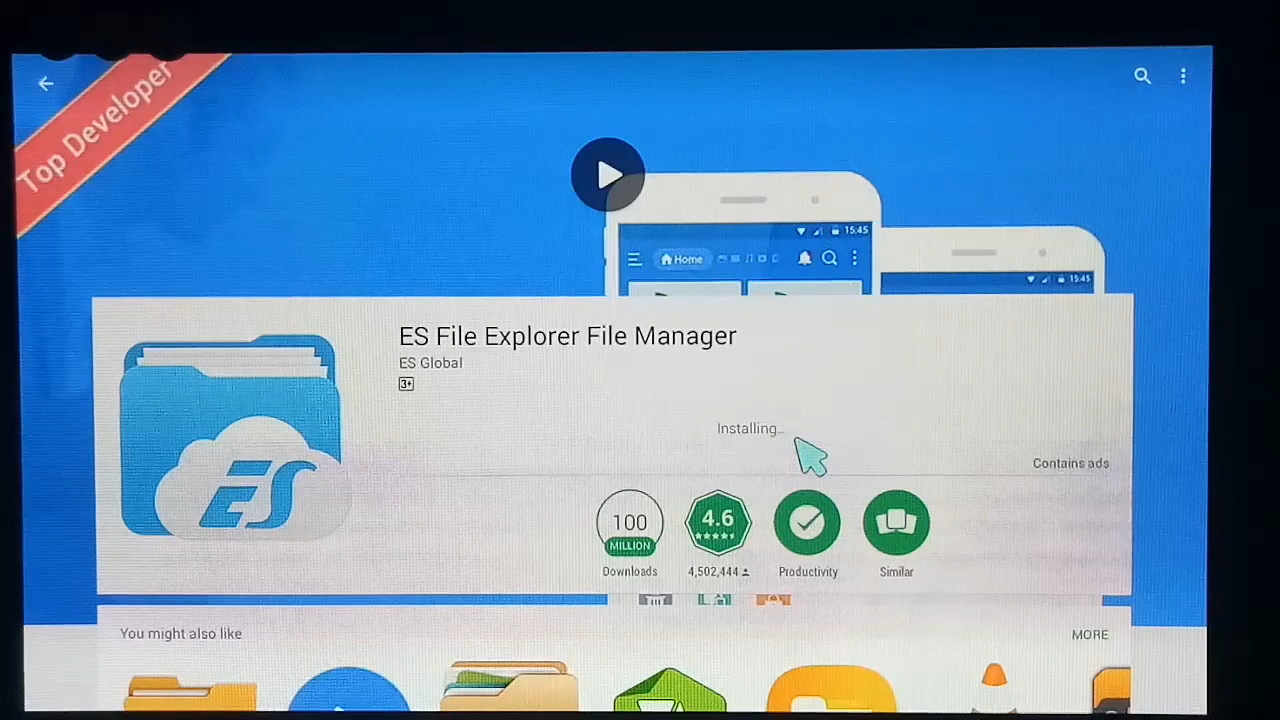 Top Developer
15:45
Home
15:45
ES File Explorer File Manager
ES Global
3+
Installing...
Contains ads
ES
100
MILLION
4.6
Downloads
4,502,444
Productivity
Similar
You might also like
MORE